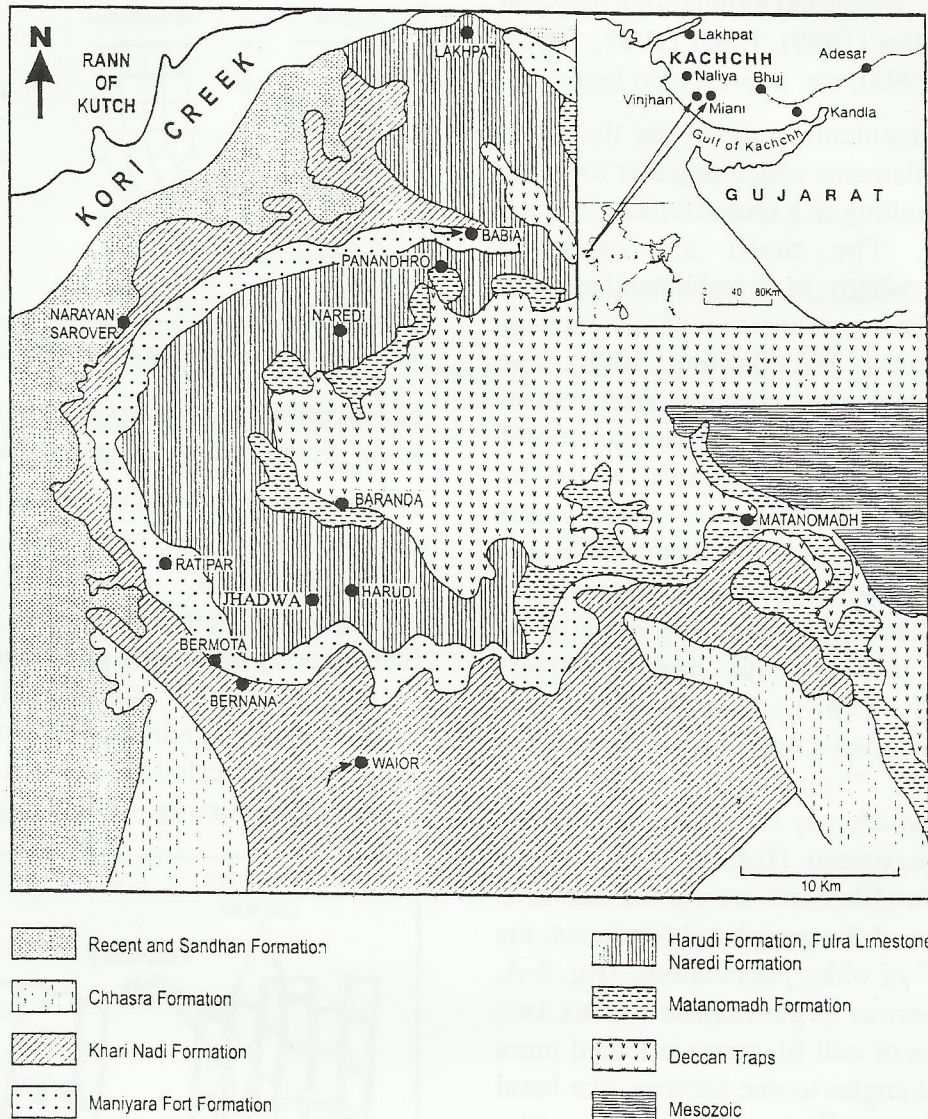 N
RANN
OF
KUTCH
KORI CREEK
LAKHPAT
BABIA
PANANDHRO
NAREDI
NARAYAN
SAROVER
BARANDA
MATANOMADH
RATIPAR
JHADWA
HARUDI
BERMOTA
BERNANA
WAIOR
10 Km
Lakhpat
KACHCHH
Adesar
Naliya
Bhuj
Vinjhan
Miani
Kandla
Gulf of Kachchh
GUJARAT
40 80Km
Recent and Sandhan Formation
Chhasra Formation
Khari Nadi Formation
Maniyara Fort Formation
Harudi Formation, Fulra Limestone
Naredi Formation
Matanomadh Formation
Deccan Traps
Mesozoic